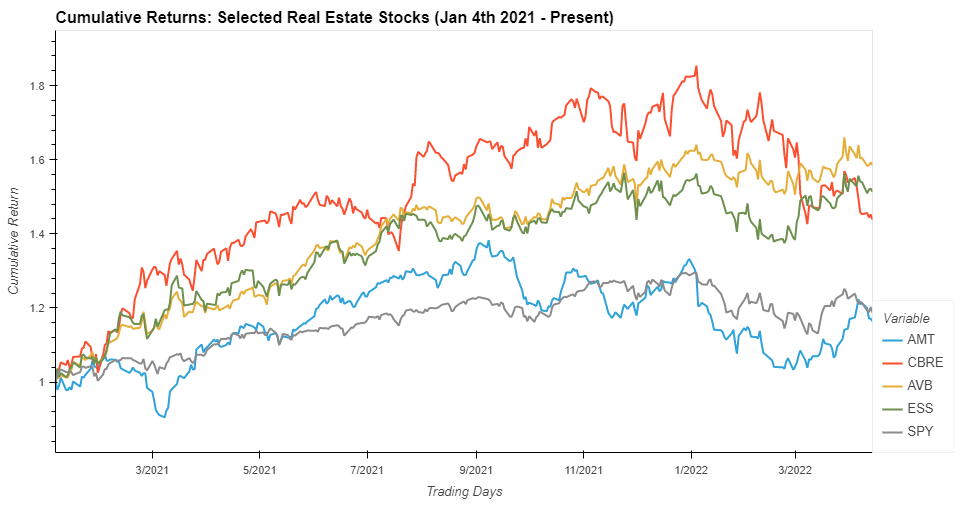 Cumulative Returns: Selected Real Estate Stocks (Jan 4th 2021 - Present)
Cumulative Return
1.8
1.6
1.4
1.2
1
3/2021
5/2021
7/2021
9/2021
11/2021
1/2022
3/2022
Trading Days
Variable
AMT
CBRE
AVB
ESS
SPY